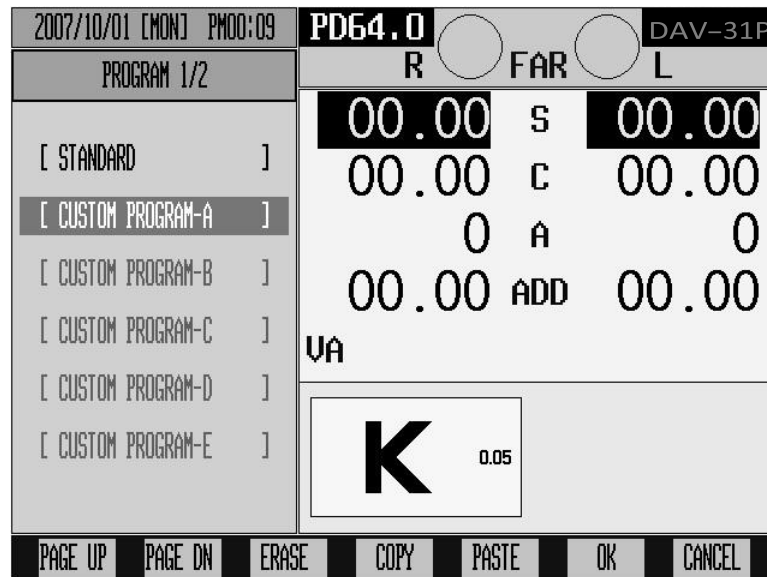 2007/10/01 [MON] PM00:09
PROGRAM 1/2
[ STANDARD ]
[ CUSTOM PROGRAM-A ]
[ CUSTOM PROGRAM-B ]
[ CUSTOM PROGRAM-C ]
[ CUSTOM PROGRAM-D ]
[ CUSTOM PROGRAM-E ]
PD64.0 DAV-31P
R FAR L
00.00 S 00.00
00.00 C 00.00
0 A 0
00.00 ADD 00.00
VA
K 0.05
PAGE UP PAGE DN ERASE COPY PASTE OK CANCEL